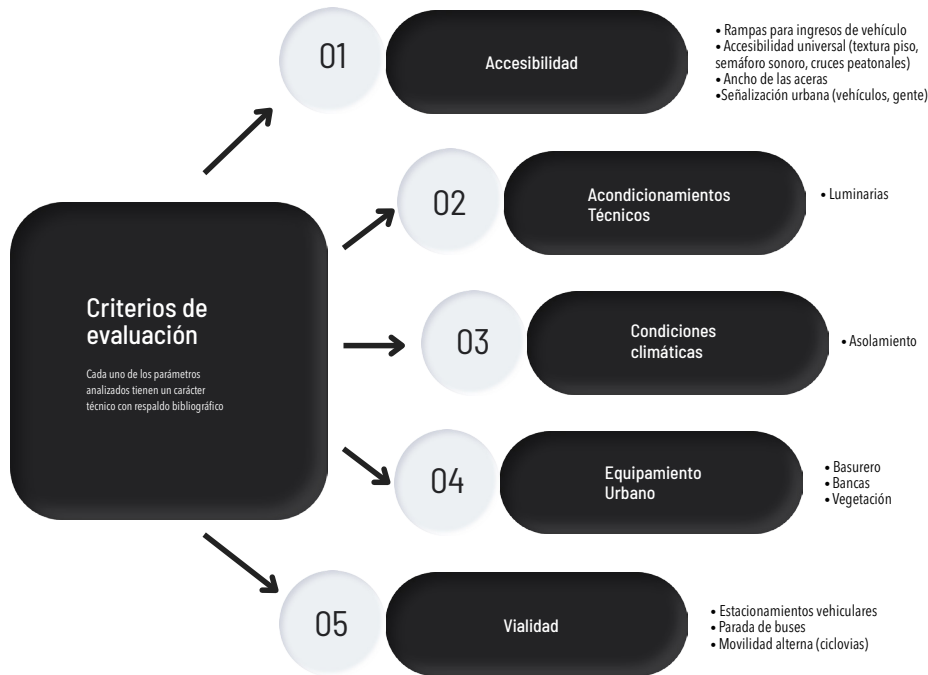 01
Accesibilidad
• Rampas para ingresos de vehículo
• Accesibilidad universal (textura piso,
semáforo sonoro, cruces peatonales)
• Ancho de las aceras
•Señalización urbana (vehículos, gente)
02
Acondicionamientos
Técnicos
• Luminarias
Criterios de
evaluación
Cada uno de los parámetros
analizados tienen un carácter
técnico con respaldo bibliográfico
03
Condiciones
climáticas
• Asolamiento
04
Equipamiento
Urbano
• Basurero
• Bancas
• Vegetación
05
Vialidad
• Estacionamientos vehiculares
• Parada de buses
• Movilidad alterna (ciclovias)